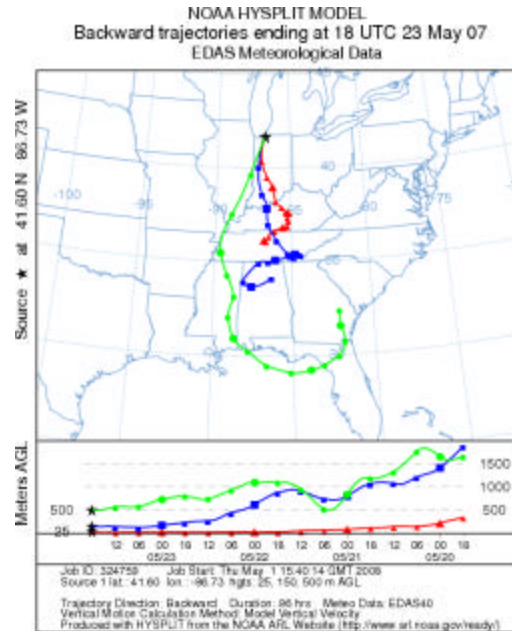 NOAA HYSPLIT MODEL
Backward trajectories ending at 18 UTC 23 May 07
EDAS Meteorological Data
Source ★ at 41.60 N 86.73 W
-100
-95
-90
-85
-80
-75
40
35
30
Meters AGL
1500
1000
500
500
25
12 06 00 18 12 06 00 18 12 06 00 18 12 06 00 18
05/23 05/22 05/21 05/20
Job ID: 324759 Job Start: Thu May 1 15:40:14 GMT 2008
Source 1 lat.: 41.60 lon.: -86.73 hgts: 25, 150, 500 m AGL
Trajectory Direction: Backward Duration: 96 hrs Meteo Data: EDAS40
Vertical Motion Calculation Method: Model Vertical Velocity
Produced with HYSPLIT from the NOAA ARL Website (http://www.arl.noaa.gov/ready/)